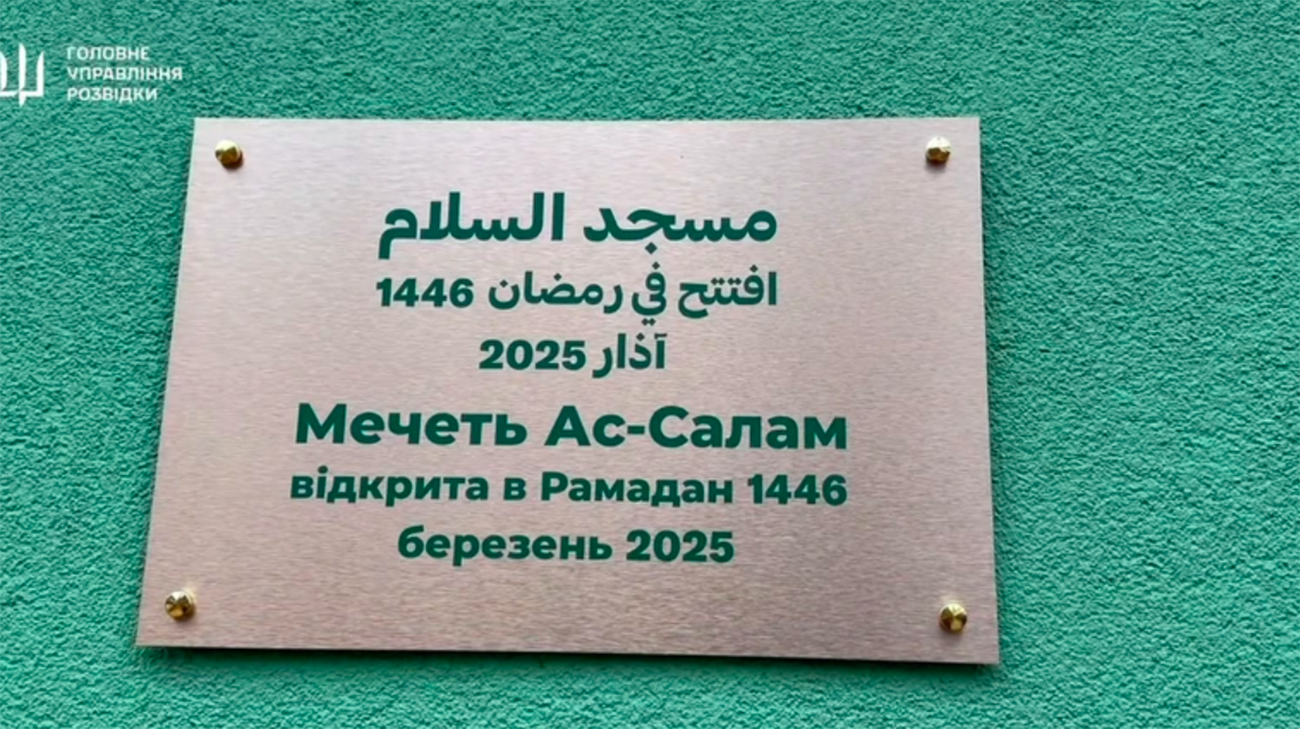 ГОЛОВНЕ
УПРАВЛІННЯ
РОЗВІДКИ
مسجد السلام
افتتح في رمضان 1446
آذار 2025
Мечеть Ас-Салам
відкрита в Рамадан 1446
березень 2025